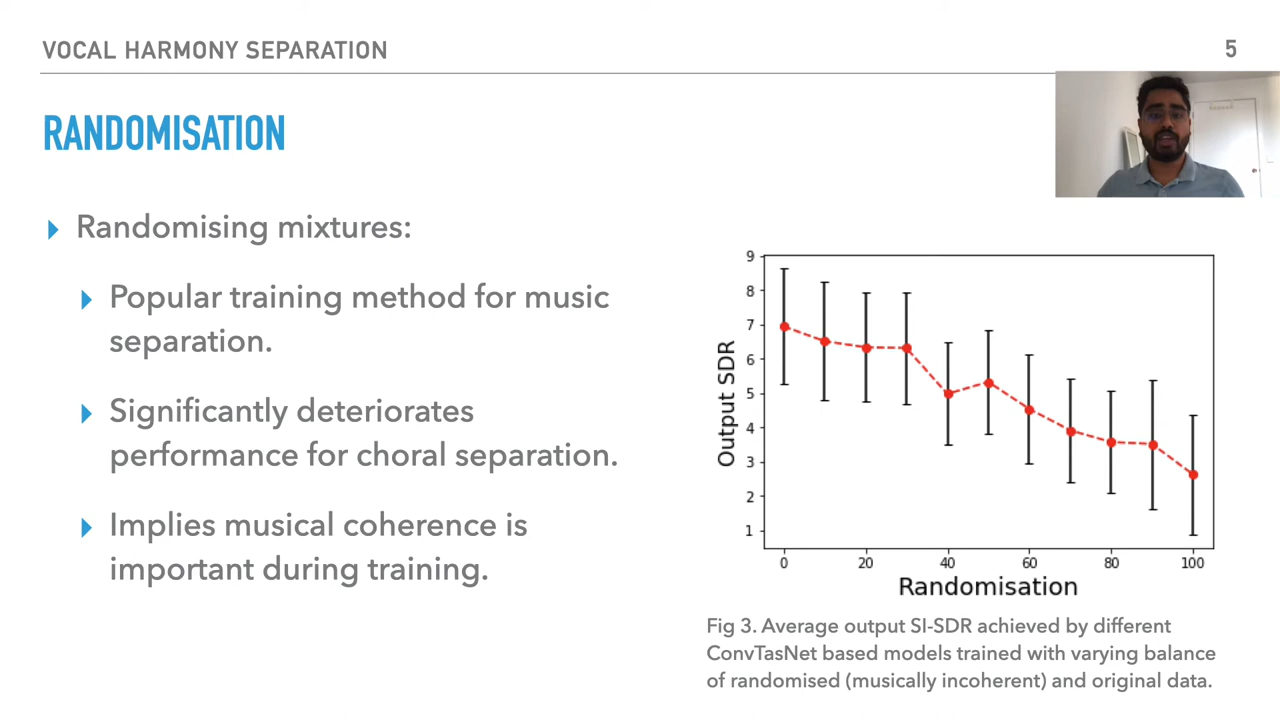 VOCAL HARMONY SEPARATION
5
RANDOMISATION
Randomising mixtures:
Popular training method for music
separation.
Significantly deteriorates
performance for choral separation.
Implies musical coherence is
important during training.
Output SDR
9
8
7
6
5
4
3
2
1
0 20 40 60 80 100
Randomisation
Fig 3. Average output SI-SDR achieved by different
ConvTasNet based models trained with varying balance
of randomised (musically incoherent) and original data.